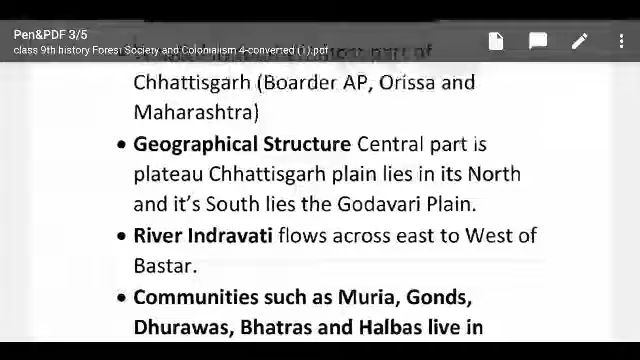 Pen&PDF 3/5
class 9th history Forest Society and Colonialism 4-converted (1).pdf
part of
Chhattisgarh (Boarder AP, Orissa and
Maharashtra)
• Geographical Structure Central part is
plateau Chhattisgarh plain lies in its North
and it's South lies the Godavari Plain.
• River Indravati flows across east to West of
Bastar.
• Communities such as Muria, Gonds,
Dhurawas, Bhatras and Halbas live in